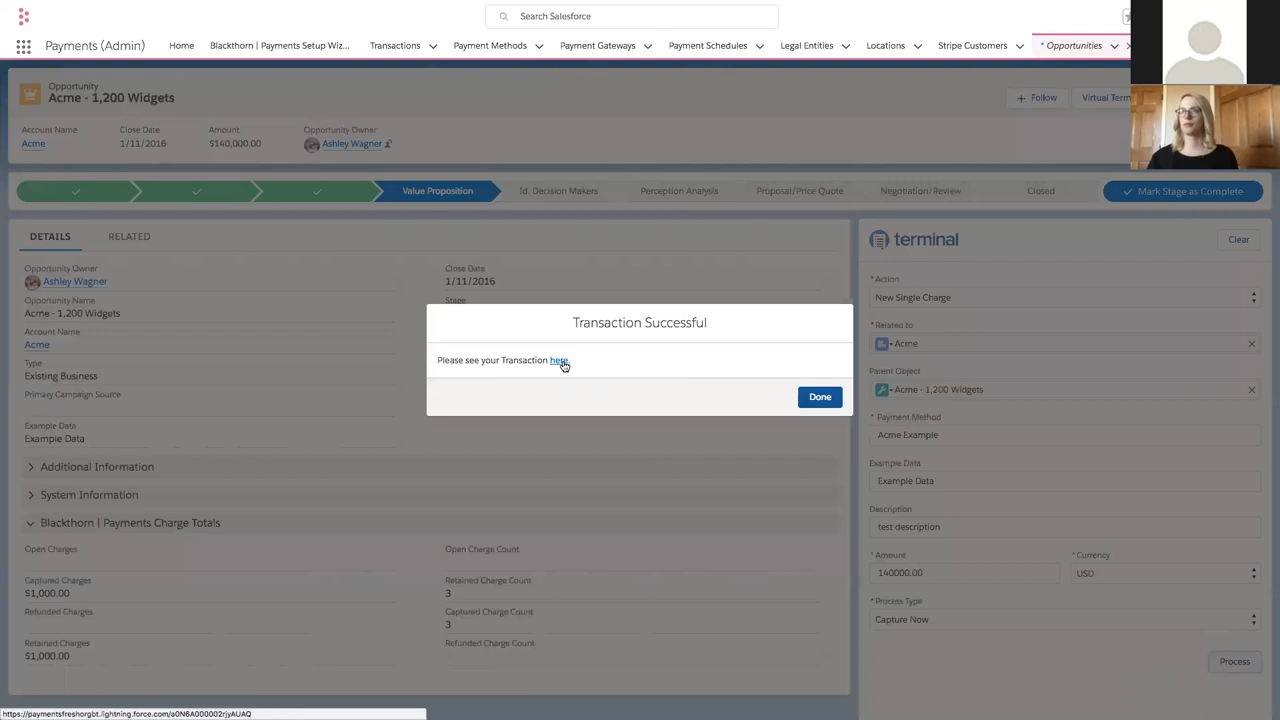 Search Salesforce
Payments (Admin)
Home
Blackthorn | Payments Setup Wiz...
Transactions
Payment Methods
Payment Gateways
Payment Schedules
Legal Entities
Locations
Stripe Customers
* Opportunities
Opportunity
Acme - 1,200 Widgets
+ Follow
Virtual Term
Account Name
Close Date
Amount
Opportunity Owner
Acme
1/11/2016
$140,000.00
Ashley Wagner
Value Proposition
Id. Decision Makers
Perception Analysis
Proposal/Price Quote
Negotiation/Review
Closed
Mark Stage as Complete
DETAILS
RELATED
Opportunity Owner
Ashley Wagner
Opportunity Name
Acme - 1,200 Widgets
Account Name
Acme
Type
Existing Business
Primary Campaign Source
Example Data
Example Data
Close Date
1/11/2016
Stage
Transaction Successful
Please see your Transaction here.
Done
Additional Information
System Information
Blackthorn | Payments Charge Totals
Open Charges
Open Charge Count
Captured Charges
$1,000.00
Retained Charge Count
3
Refunded Charges
Captured Charge Count
3
Retained Charges
$1,000.00
Refunded Charge Count
terminal
Clear
* Action
New Single Charge
* Related to
Acme
Parent Object
Acme - 1,200 Widgets
* Payment Method
Acme Example
Example Data
Example Data
Description
test description
* Amount
* Currency
140000.00
USD
* Process Type
Capture Now
Process
https://paymentsfreshorgbt.lightning.force.com/a0N6A000002rjyAUAQ